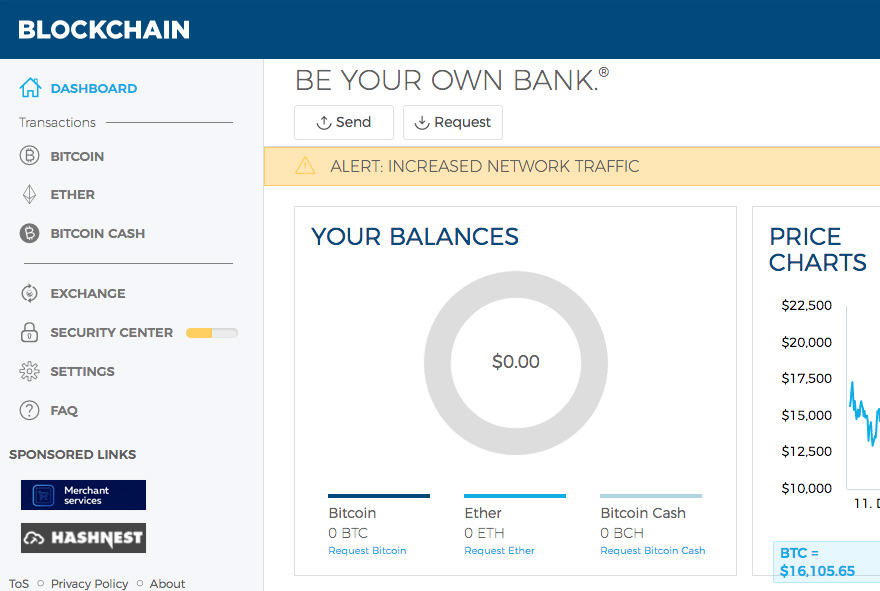 BLOCKCHAIN
DASHBOARD
Transactions
BITCOIN
ETHER
BITCOIN CASH
EXCHANGE
SECURITY CENTER
SETTINGS
FAQ
SPONSORED LINKS
Merchant
services
HASHNEST
ToS Privacy Policy About
BE YOUR OWN BANK.®
Send Request
ALERT: INCREASED NETWORK TRAFFIC
YOUR BALANCES
$0.00
Bitcoin Ether Bitcoin Cash
0 BTC 0 ETH 0 BCH
Request Bitcoin Request Ether Request Bitcoin Cash
PRICE
CHARTS
$22,500
$20,000
$17,500
$15,000
$12,500
$10,000
11.
BTC =
$16,105.65